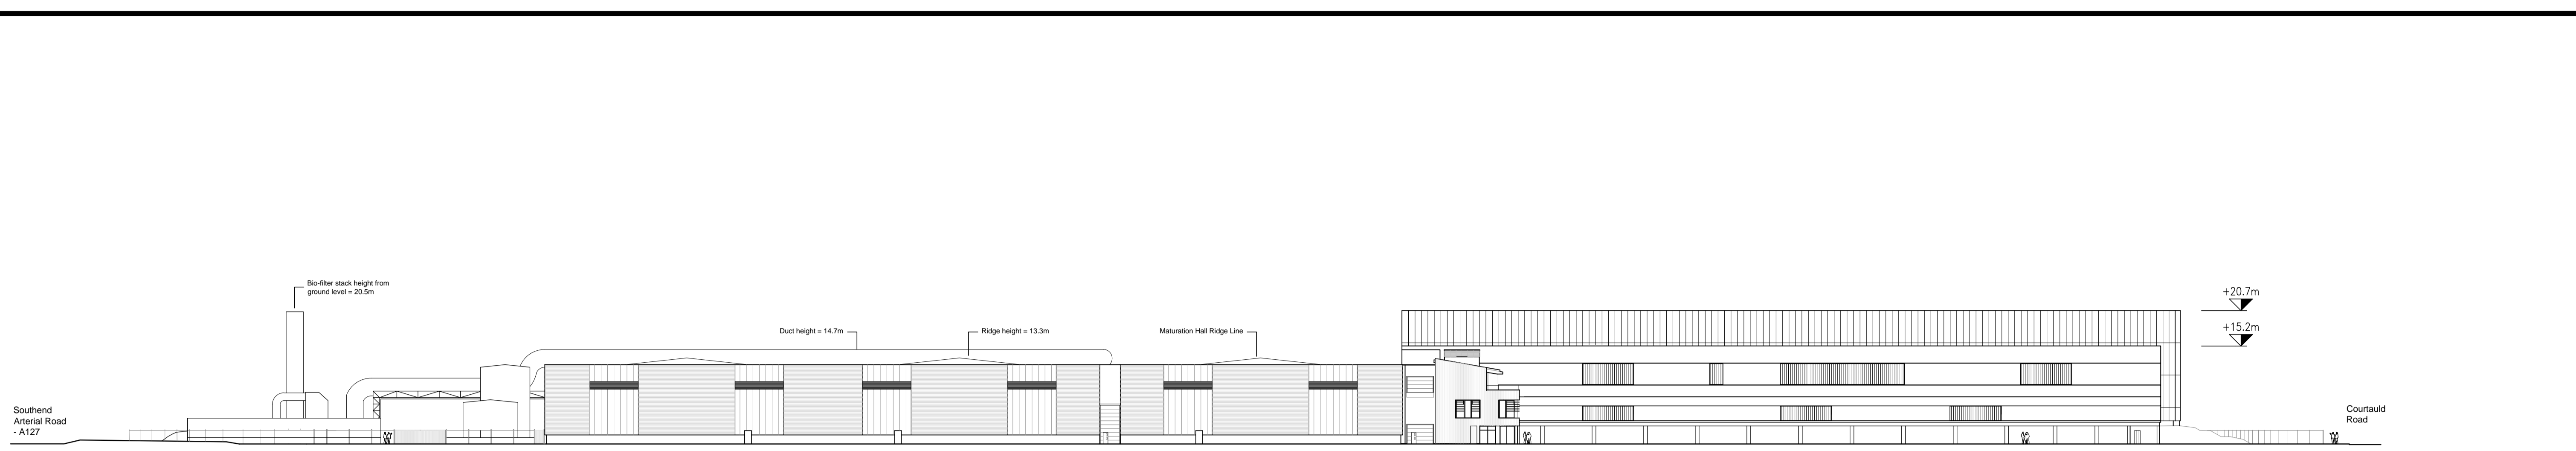 Bio-filter stack height from
ground level = 20.5m
+20.7m
Duct height = 14.7m
Ridge height = 13.3m
Maturation Hall Ridge Line
+15.2m
Southend
Arterial Road
- A127
Courtauld
Road